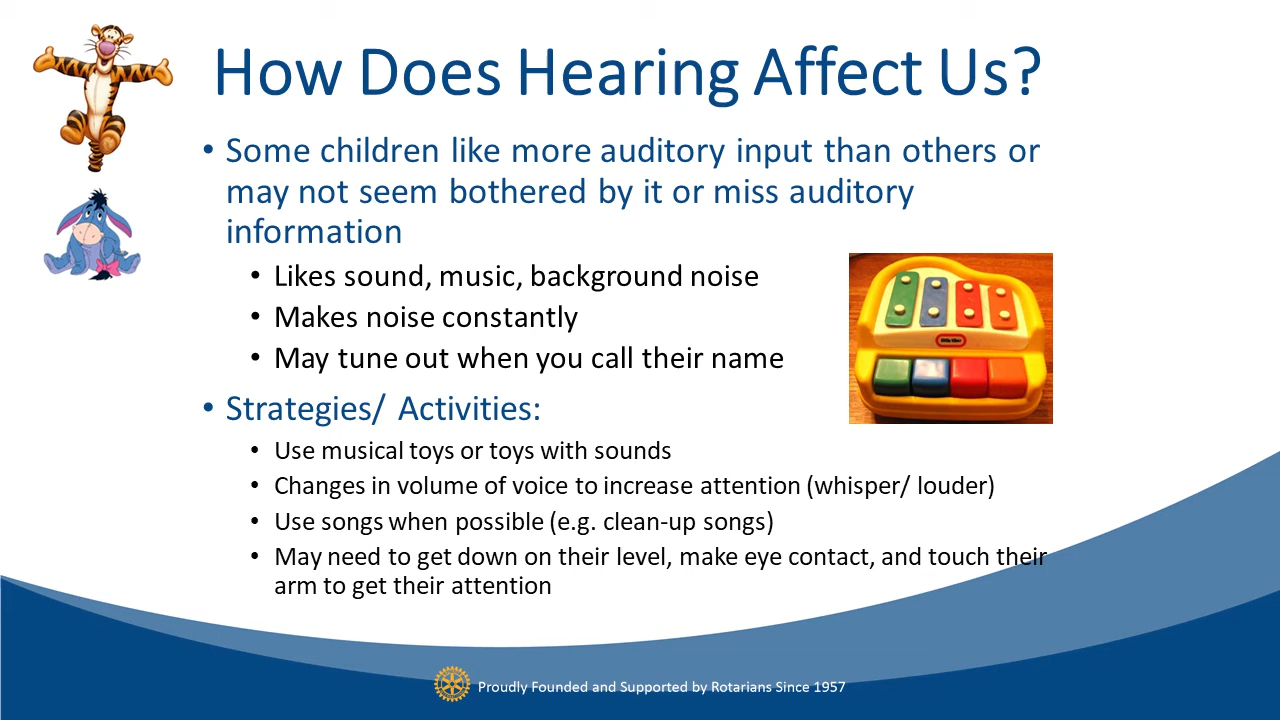 How Does Hearing Affect Us?
• Some children like more auditory input than others or
may not seem bothered by it or miss auditory
information
• Likes sound, music, background noise
• Makes noise constantly
• May tune out when you call their name
• Strategies/ Activities:
• Use musical toys or toys with sounds
• Changes in volume of voice to increase attention (whisper/ louder)
• Use songs when possible (e.g. clean-up songs)
• May need to get down on their level, make eye contact, and touch their
arm to get their attention
Proudly Founded and Supported by Rotarians Since 1957